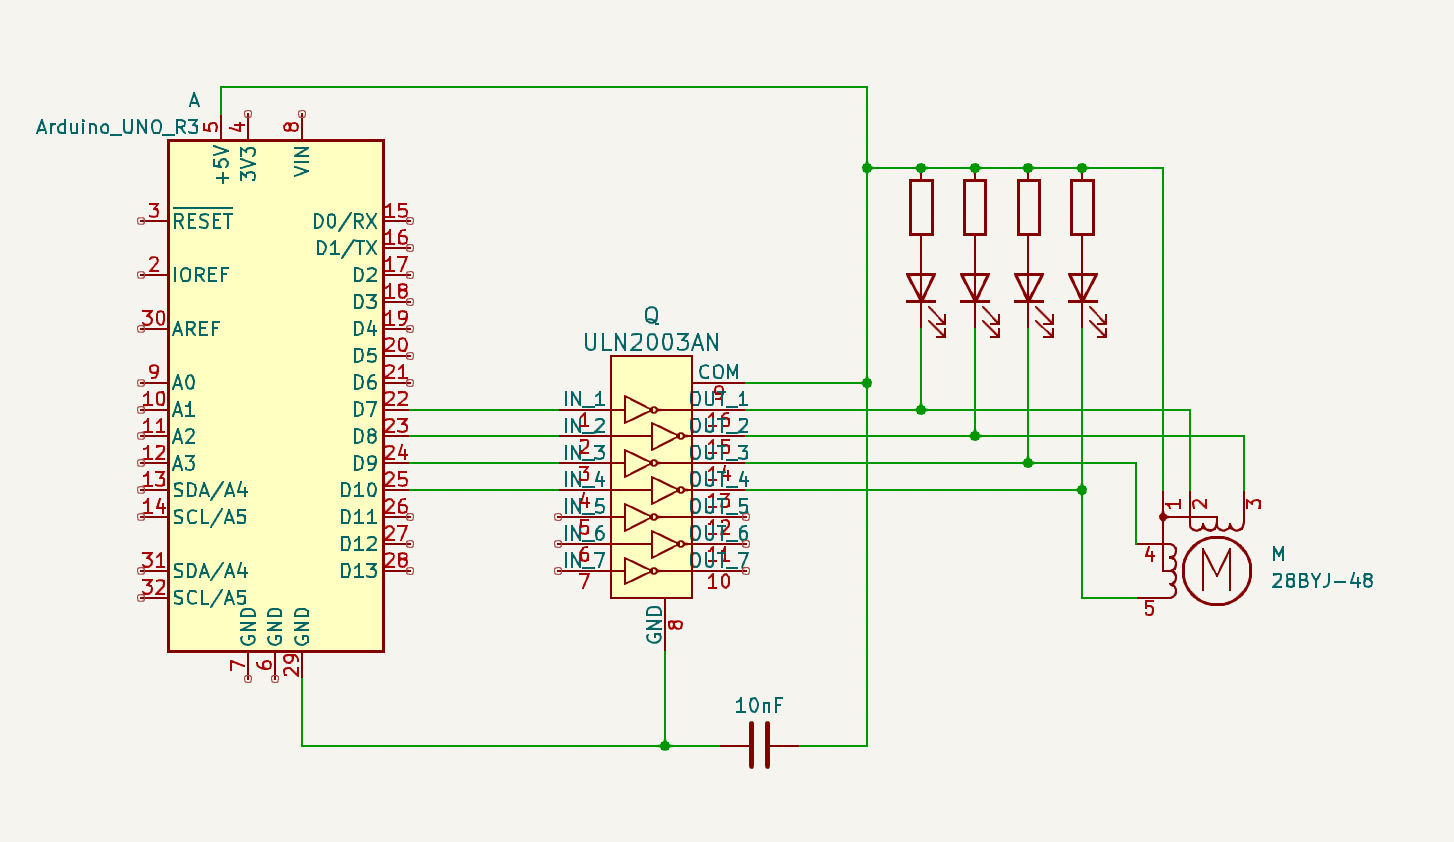 A
Arduino_UNO_R3
5
4
8
+5V
3V3
VIN
3
RESET
2
IOREF
30
AREF
9
A0
10
A1
11
A2
12
A3
13
SDA/A4
14
SCL/A5
31
SDA/A4
32
SCL/A5
D0/RX
15
D1/TX
16
D2
17
D3
18
D4
19
D5
20
D6
21
D7
22
D8
23
D9
24
D10
25
D11
26
D12
27
D13
28
GND
GND
GND
7
6
29
Q
ULN2003AN
COM
9
IN_1
1
OUT_1
16
IN_2
2
OUT_2
15
IN_3
3
OUT_3
14
IN_4
4
OUT_4
13
IN_5
5
OUT_5
12
IN_6
6
OUT_6
11
IN_7
7
OUT_7
10
GND
8
10nF
1
2
3
4
5
M
M
28BYJ-48